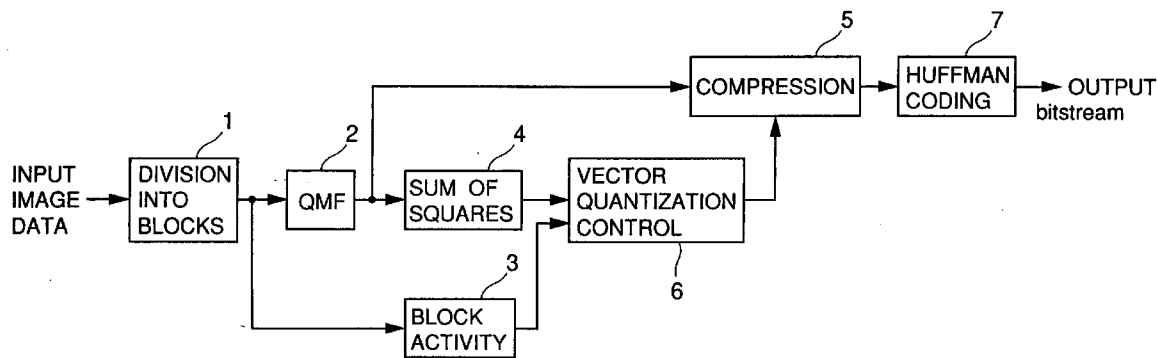 5
7
COMPRESSION
HUFFMAN
CODING
OUTPUT
bitstream
1
2
4
INPUT
IMAGE
DATA
DIVISION
INTO
BLOCKS
QMF
SUM OF
SQUARES
VECTOR
QUANTIZATION
CONTROL
3
6
BLOCK
ACTIVITY